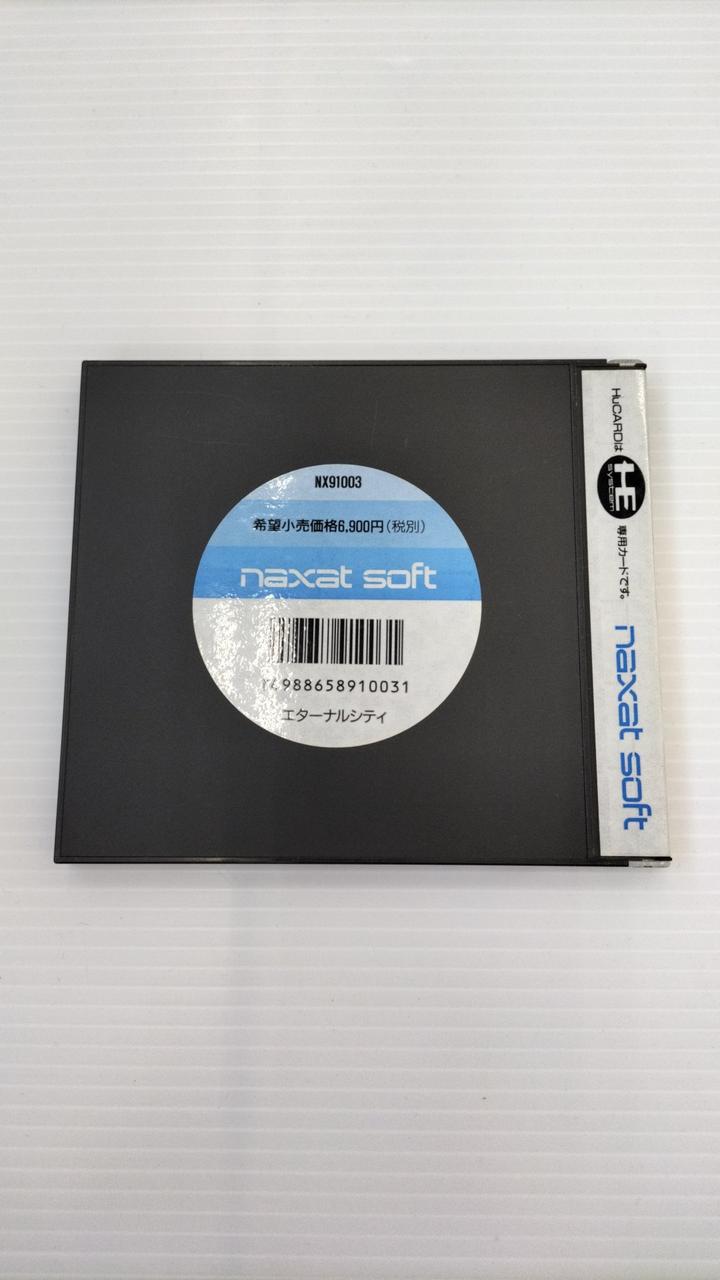 NX91003
希望小売価格6,900円(税別)
naxat soft
4988658910031
エターナルシティ
HuCARDは HE system 専用カードです。 naxat soft